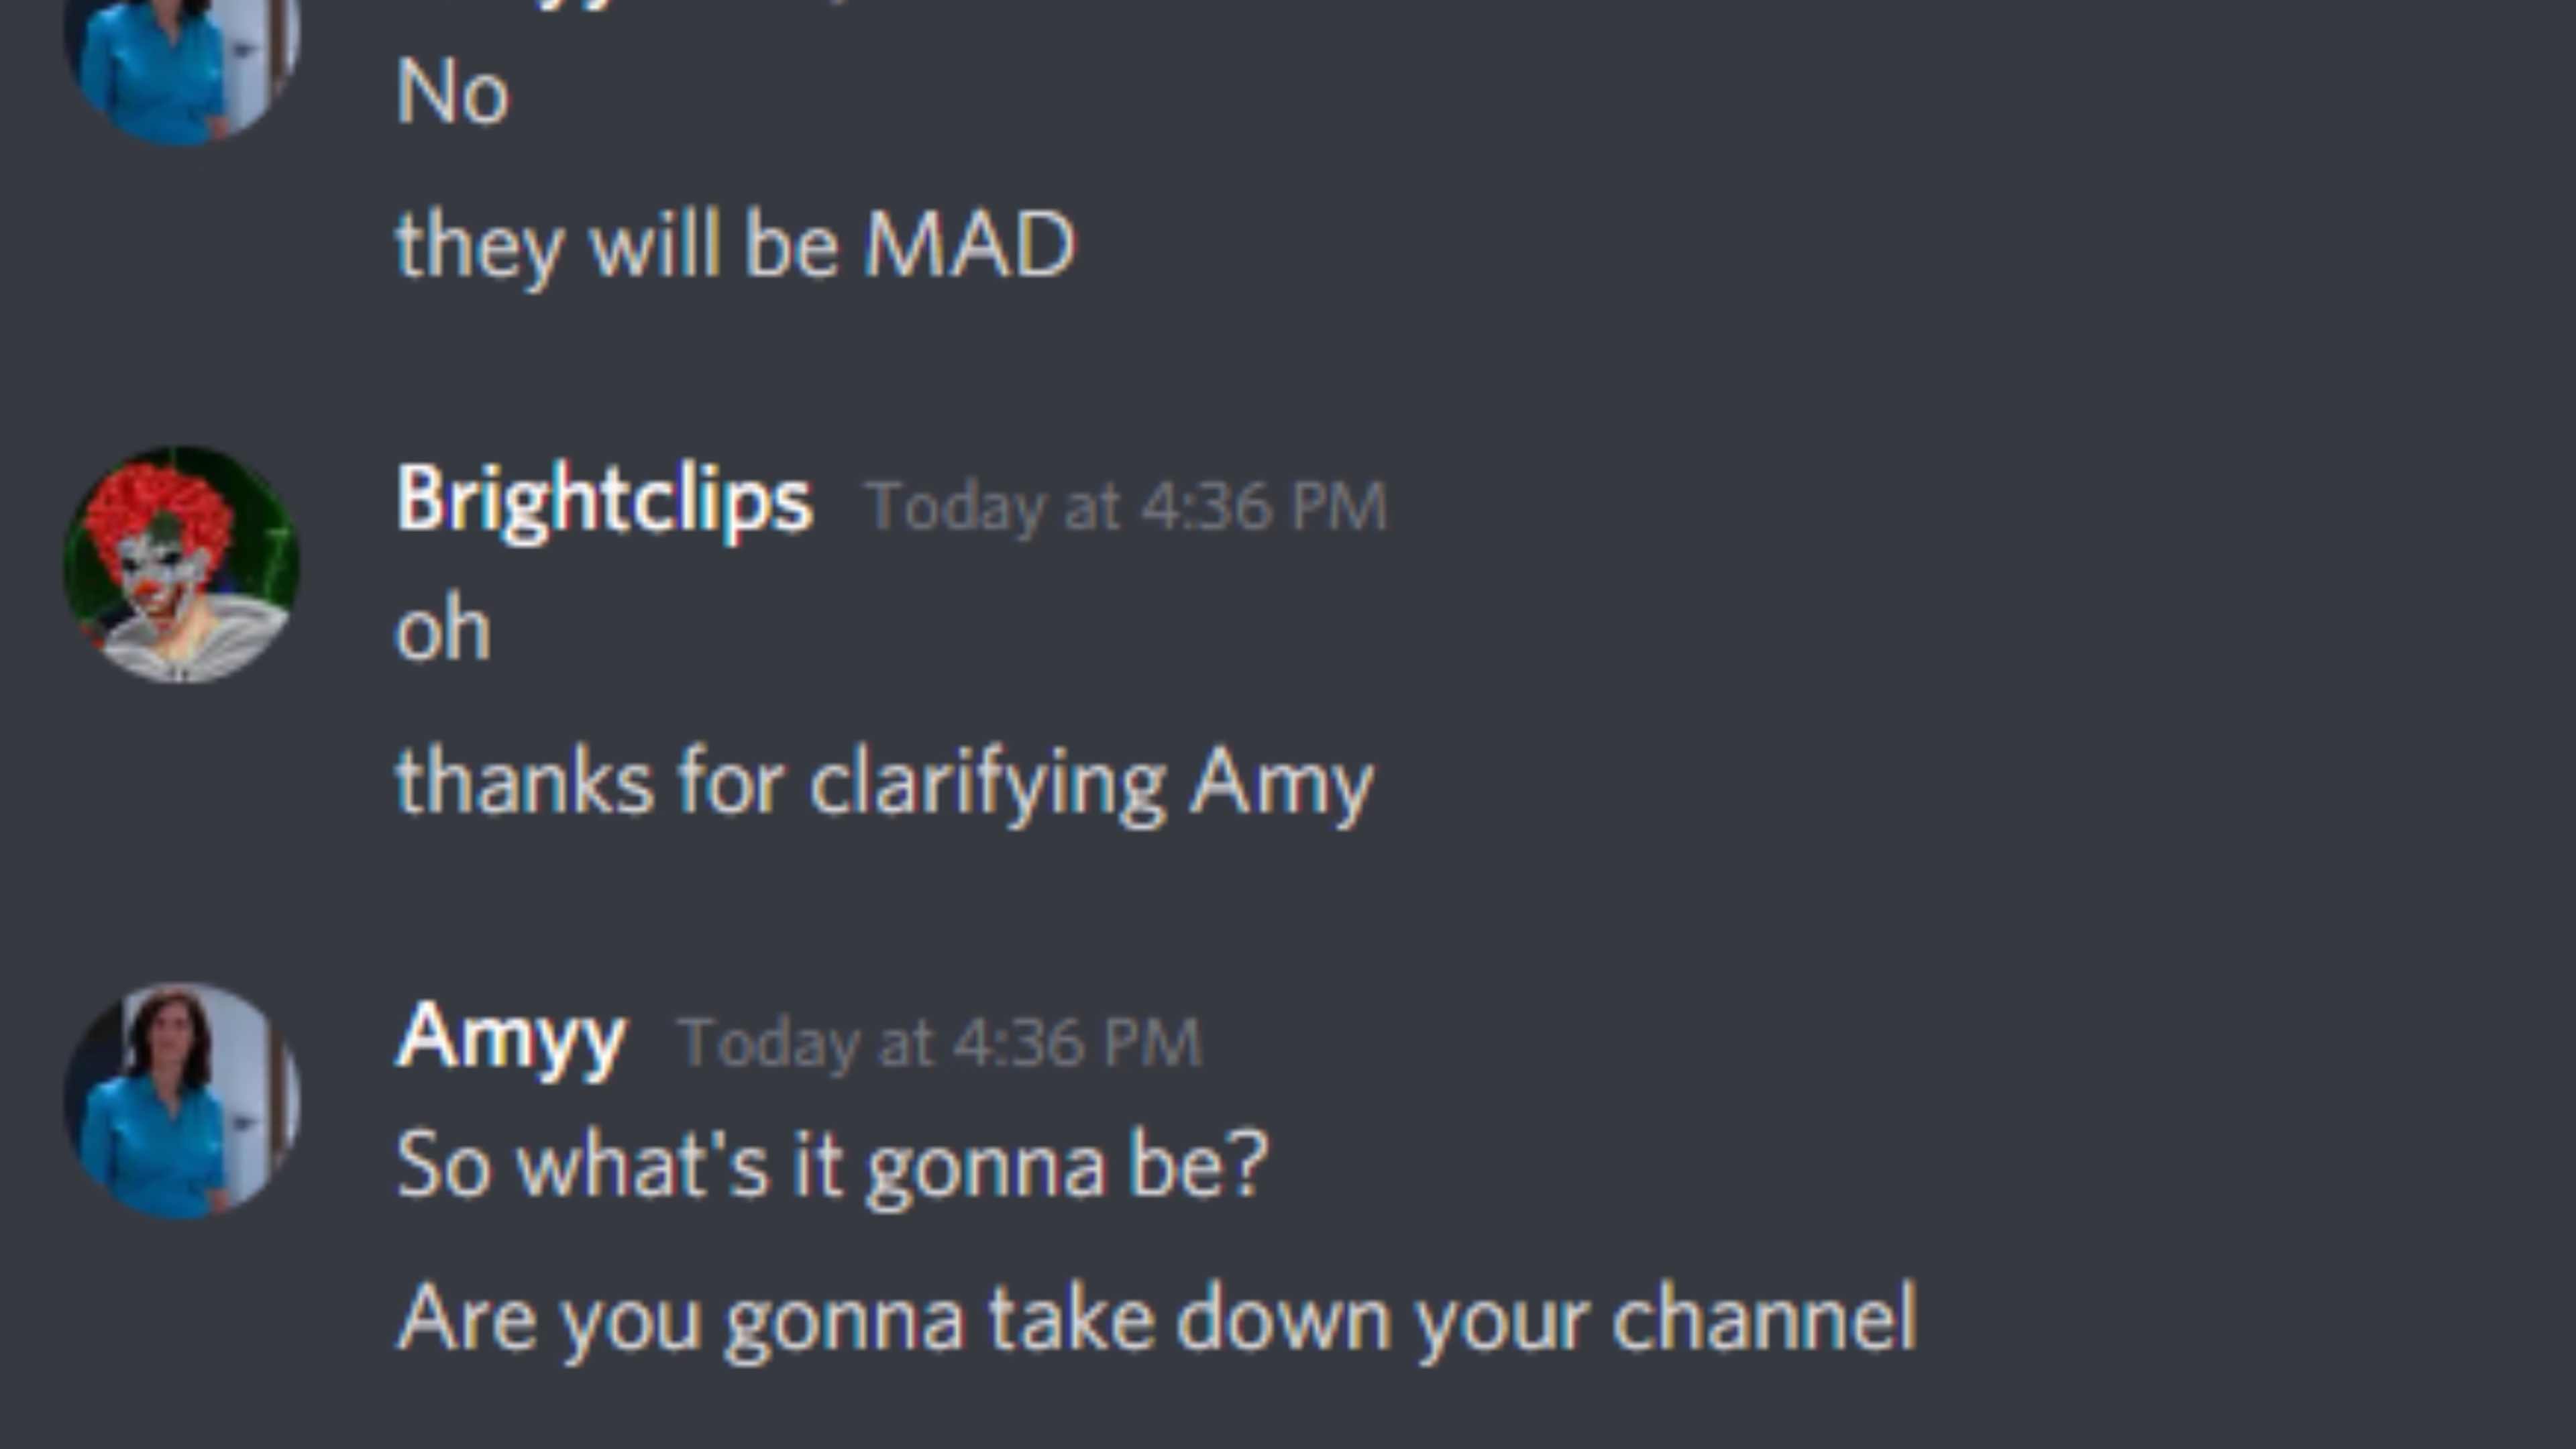 No
they will be MAD
Brightclips Today at 4:36 PM
oh
thanks for clarifying Amy
Amyy Today at 4:36 PM
So what's it gonna be?
Are you gonna take down your channel